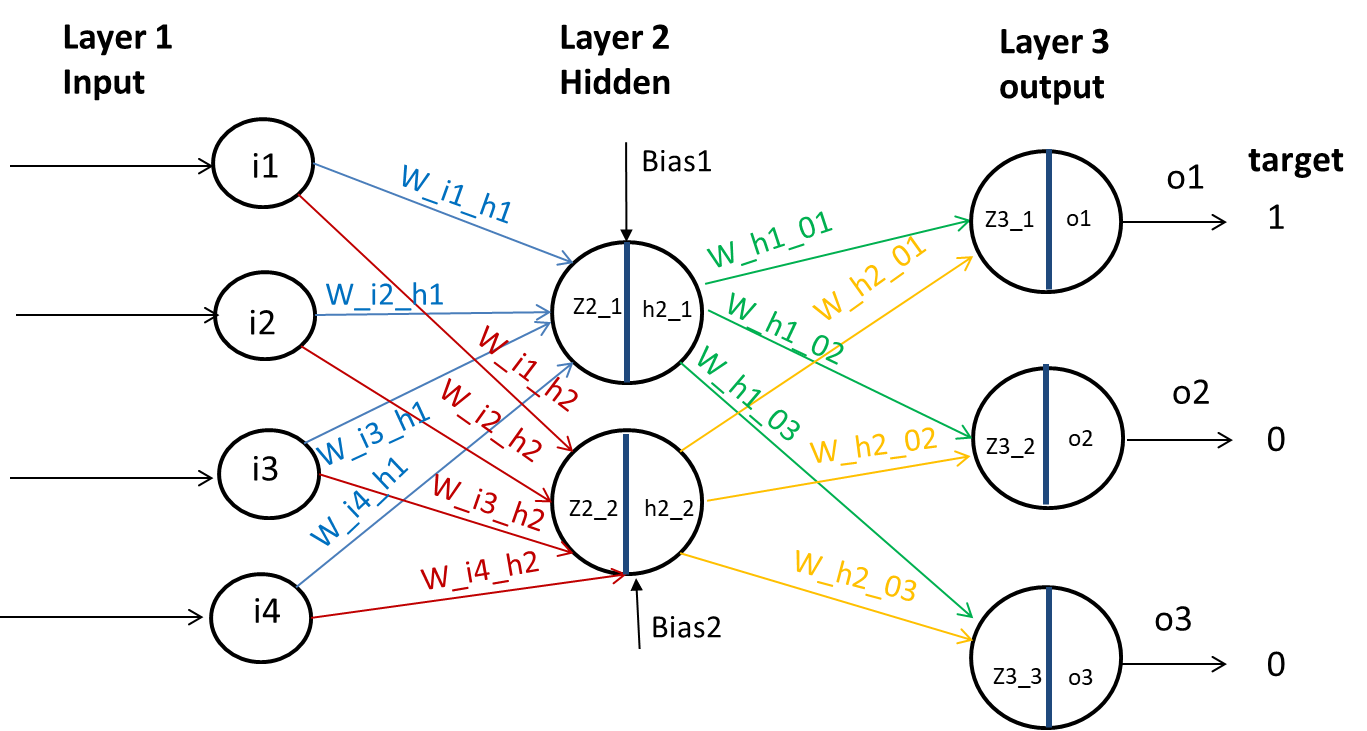 Layer 1
Input
Layer 2
Hidden
Layer 3
output
target
i1
i2
i3
i4
W_i1_h1
W_i2_h1
W_i3_h1
W_i4_h1
W_i1_h2
W_i2_h2
W_i3_h2
W_i4_h2
Bias1
Z2_1 h2_1
Z2_2 h2_2
Bias2
W_h1_01
W_h2_01
W_h1_02
W_h1_03
W_h2_02
W_h2_03
Z3_1 o1
o1
1
Z3_2 o2
o2
0
Z3_3 o3
o3
0